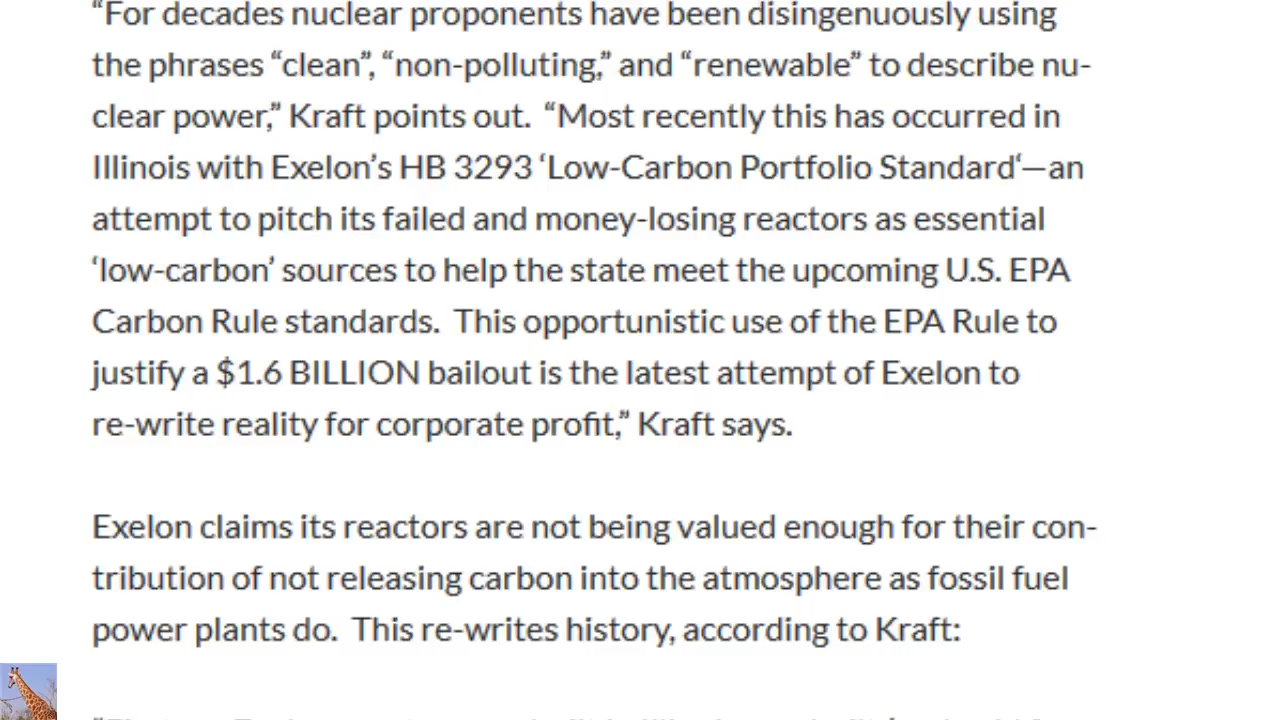 “For decades nuclear proponents have been disingenuously using
the phrases “clean”, “non-polluting,” and “renewable” to describe nu-
clear power,” Kraft points out.  “Most recently this has occurred in
Illinois with Exelon’s HB 3293 ‘Low-Carbon Portfolio Standard‘—an
attempt to pitch its failed and money-losing reactors as essential
‘low-carbon’ sources to help the state meet the upcoming U.S. EPA
Carbon Rule standards.  This opportunistic use of the EPA Rule to
justify a $1.6 BILLION bailout is the latest attempt of Exelon to
re-write reality for corporate profit,” Kraft says.
Exelon claims its reactors are not being valued enough for their con-
tribution of not releasing carbon into the atmosphere as fossil fuel
power plants do.  This re-writes history, according to Kraft: